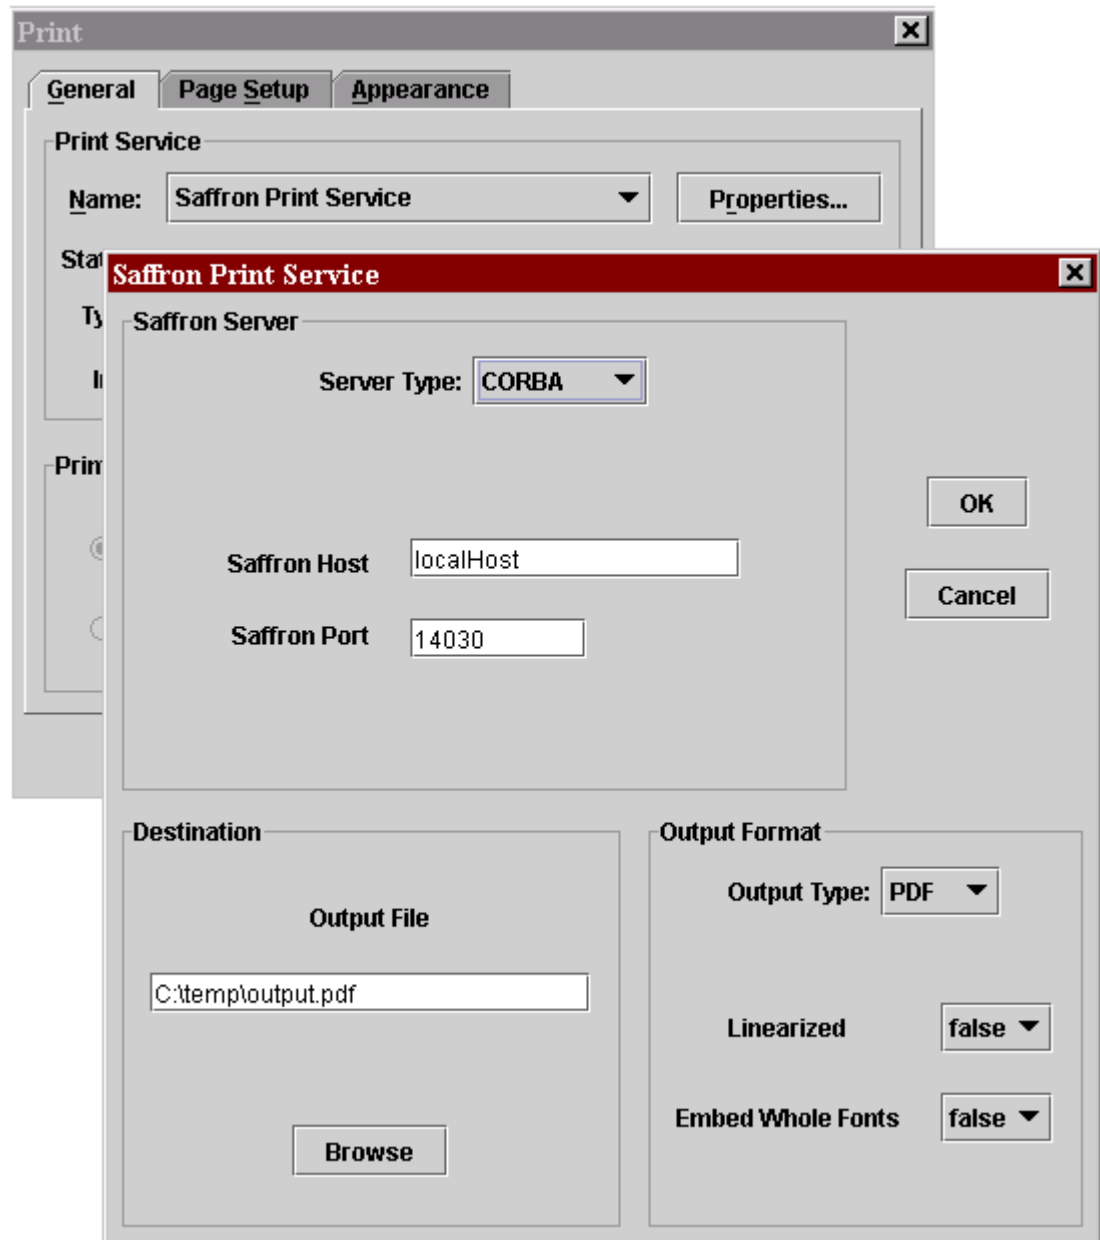 Print
General Page Setup Appearance
Print Service
Name: Saffron Print Service Properties...
Saffron Print Service
Saffron Server
Server Type: CORBA
OK
Saffron Host localHost
Cancel
Saffron Port 14030
Destination
Output Format
Output Type: PDF
Output File
C:\temp\output.pdf
Linearized false
Embed Whole Fonts false
Browse